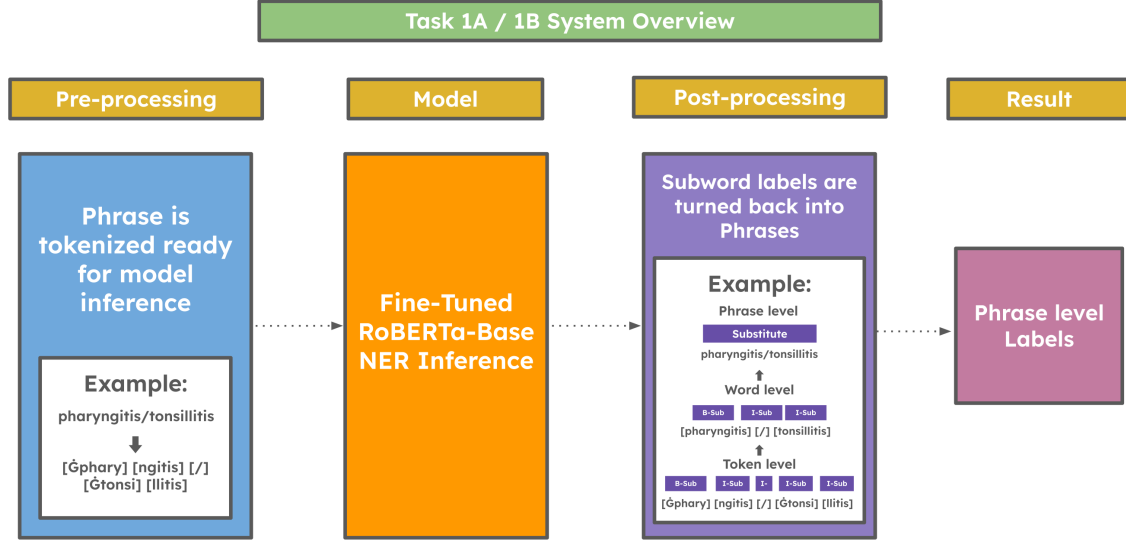 Task 1A / 1B System Overview
Pre-processing
Model
Post-processing
Result
Phrase is
tokenized ready
for model
inference
Example:
pharyngitis/tonsillitis
[Ġphary] [ngitis] [/]
[Ġtonsi] [llitis]
Fine-Tuned
RoBERTa-Base
NER Inference
Subword labels are
turned back into
Phrases
Example:
Phrase level
Substitute
pharyngitis/tonsillitis
Word level
B-Sub I-Sub I-Sub
[pharyngitis] [/] [tonsillitis]
Token level
B-Sub I-Sub I- I-Sub I-Sub
[Ġphary] [ngitis] [/] [Ġtonsi] [llitis]
Phrase level
Labels